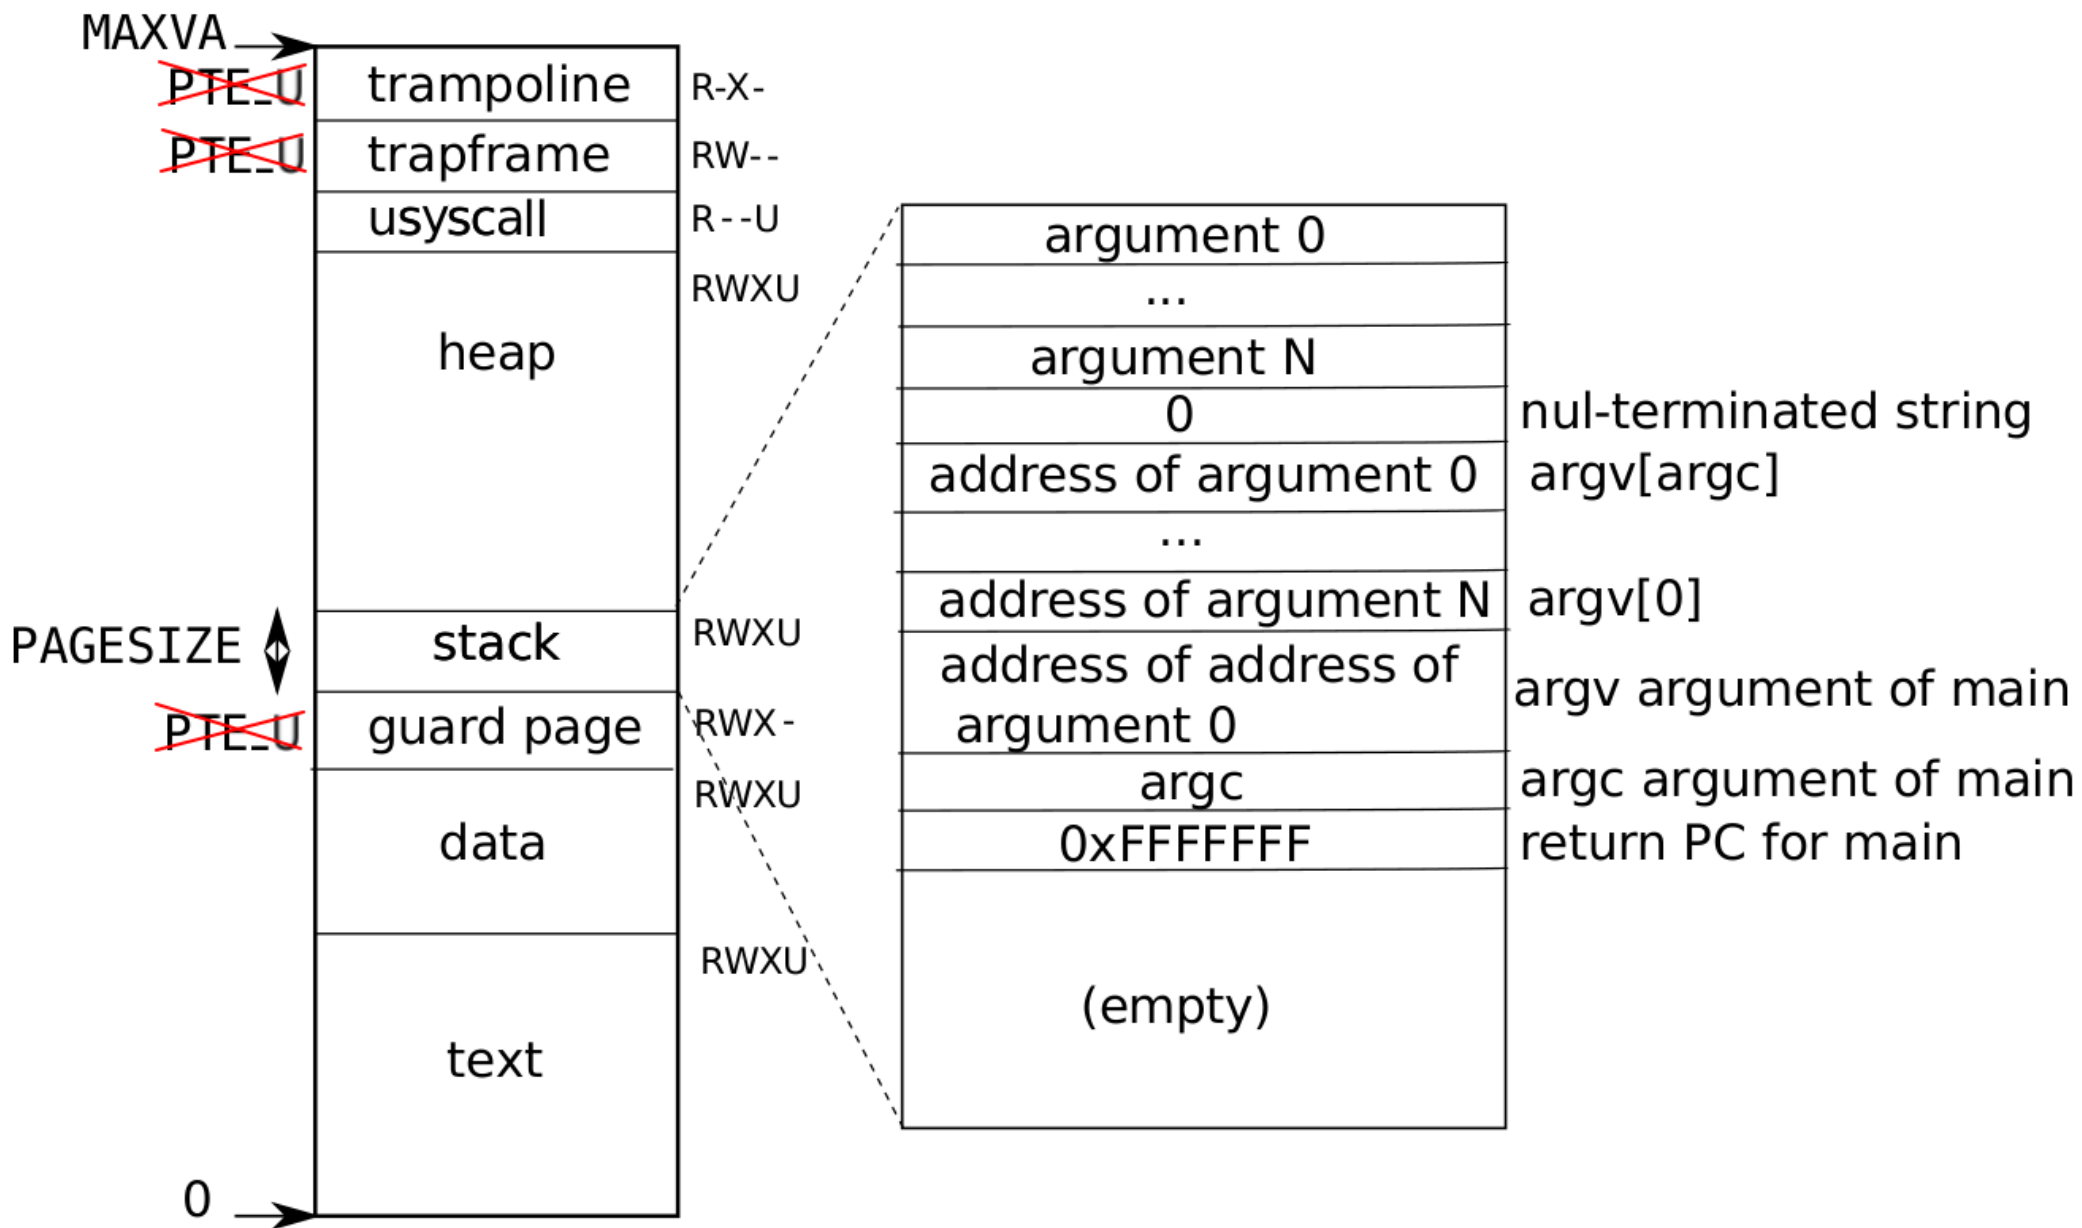 MAXVA
PTE_U
trampoline
R-X-
PTE_U
trapframe
RW--
usyscall
R--U
RWXU
heap
PAGESIZE
stack
RWXU
PTE_U
guard page
RWX-
RWXU
data
RWXU
text
0
argument 0
...
argument N
0
nul-terminated string
address of argument 0
argv[argc]
...
address of argument N
argv[0]
address of address of
argument 0
argv argument of main
argc
argc argument of main
0xFFFFFFF
return PC for main
(empty)